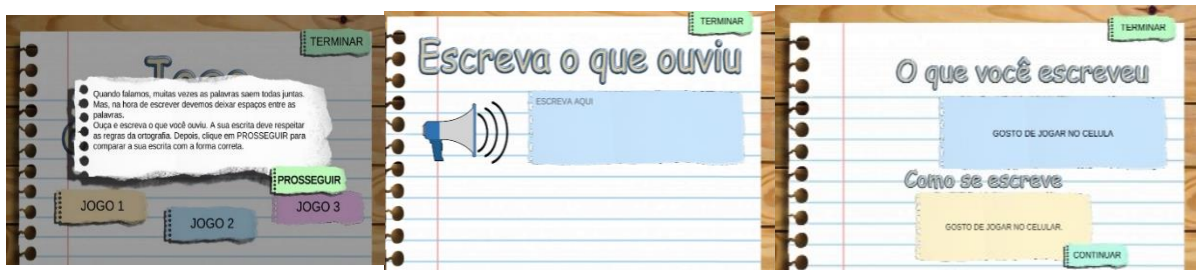 TERMINAR
Quando falamos, muitas vezes as palavras saem todas juntas.
Mas, na hora de escrever devemos deixar espaços entre as
palavras.
Ouça e escreva o que você ouviu. A sua escrita deve respeitar
as regras da ortografia. Depois, clique em PROSSEGUIR para
comparar a sua escrita com a forma correta.
PROSSEGUIR
JOGO 1
JOGO 2
JOGO 3
TERMINAR
Escreva o que ouviu
ESCREVA AQUI
TERMINAR
O que você escreveu
GOSTO DE JOGAR NO CELULA
Como se escreve
GOSTO DE JOGAR NO CELULAR.
CONTINUAR